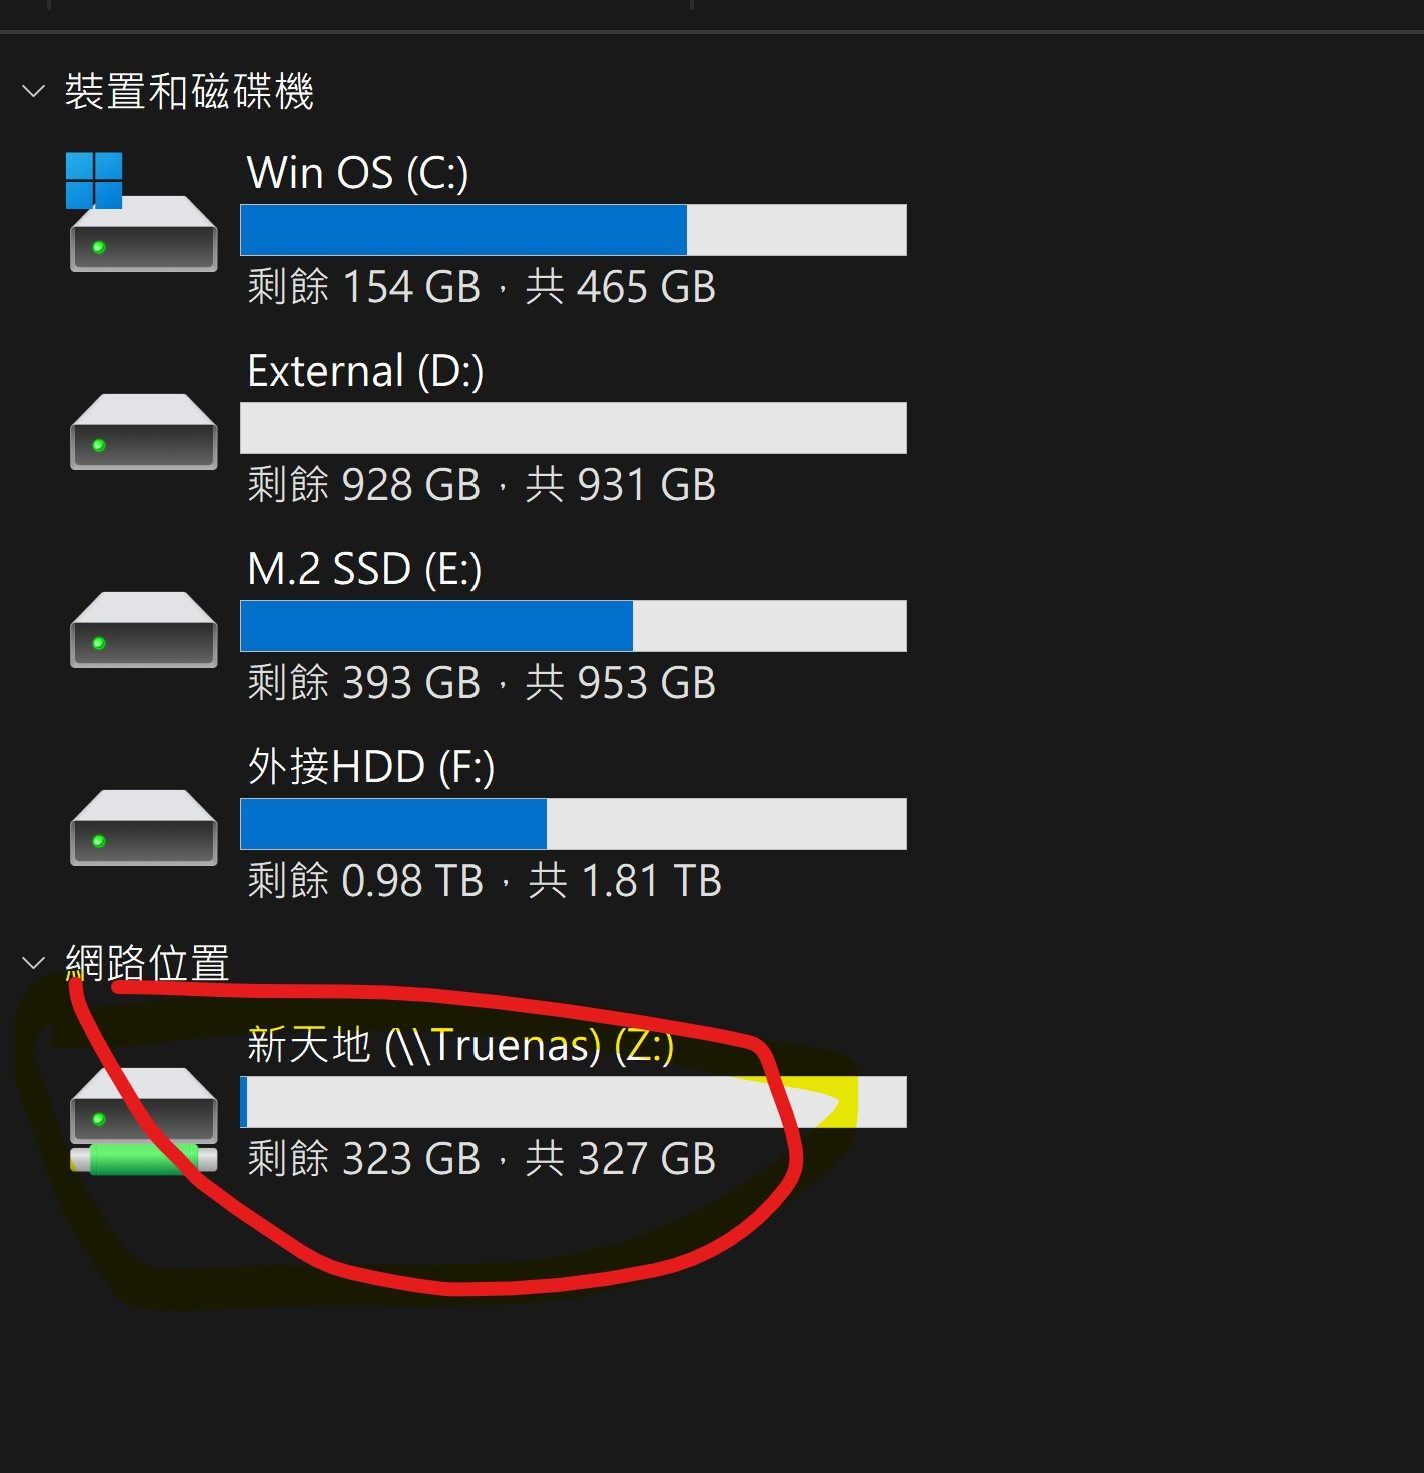 裝置和磁碟機
Win OS (C:)
剩餘 154 GB，共 465 GB
External (D:)
剩餘 928 GB，共 931 GB
M.2 SSD (E:)
剩餘 393 GB，共 953 GB
外接HDD (F:)
剩餘 0.98 TB，共 1.81 TB
網路位置
新天地 (\\Truenas) (Z:)
剩餘 323 GB，共 327 GB